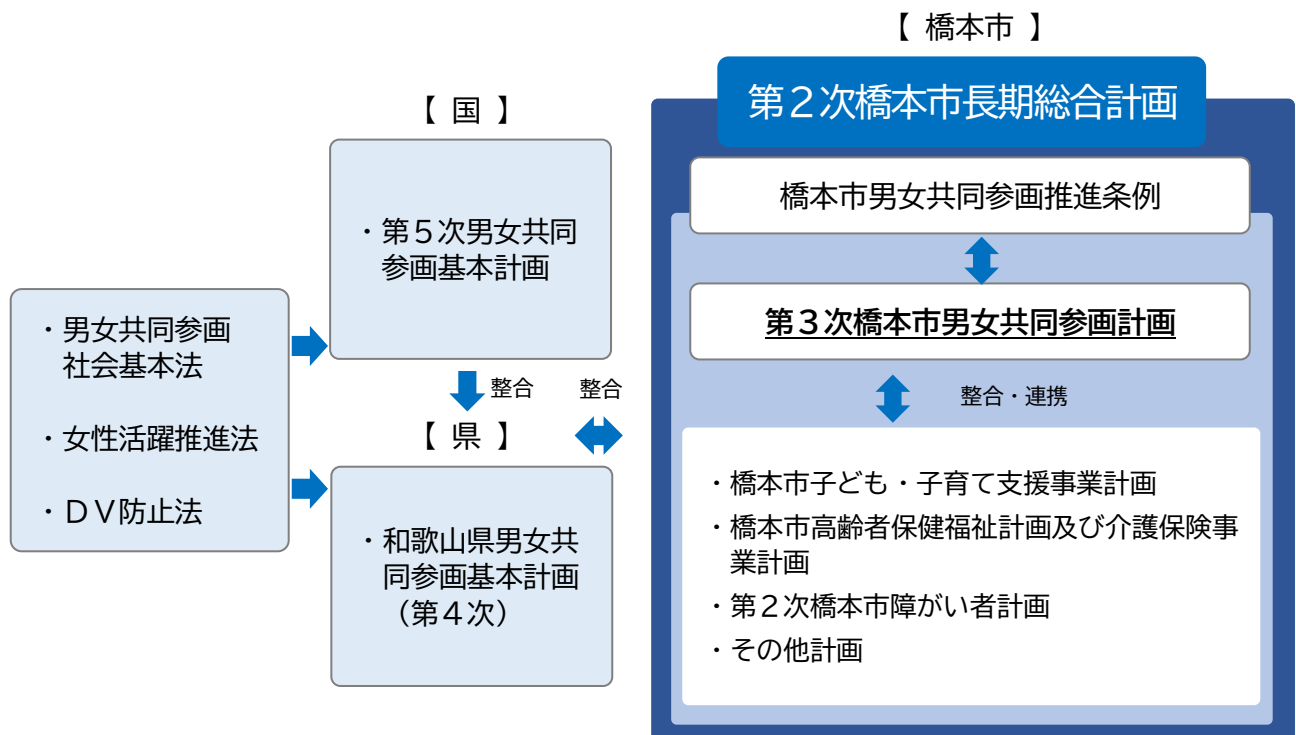 ・男女共同参画
社会基本法
・女性活躍推進法
・ＤＶ防止法
【 国 】
・第５次男女共同
参画基本計画
整合
整合
【 県 】
・和歌山県男女共
同参画基本計画
（第４次）
【 橋本市 】
第２次橋本市長期総合計画
橋本市男女共同参画推進条例
第３次橋本市男女共同参画計画
整合・連携
・橋本市子ども・子育て支援事業計画
・橋本市高齢者保健福祉計画及び介護保険事
業計画
・第２次橋本市障がい者計画
・その他計画